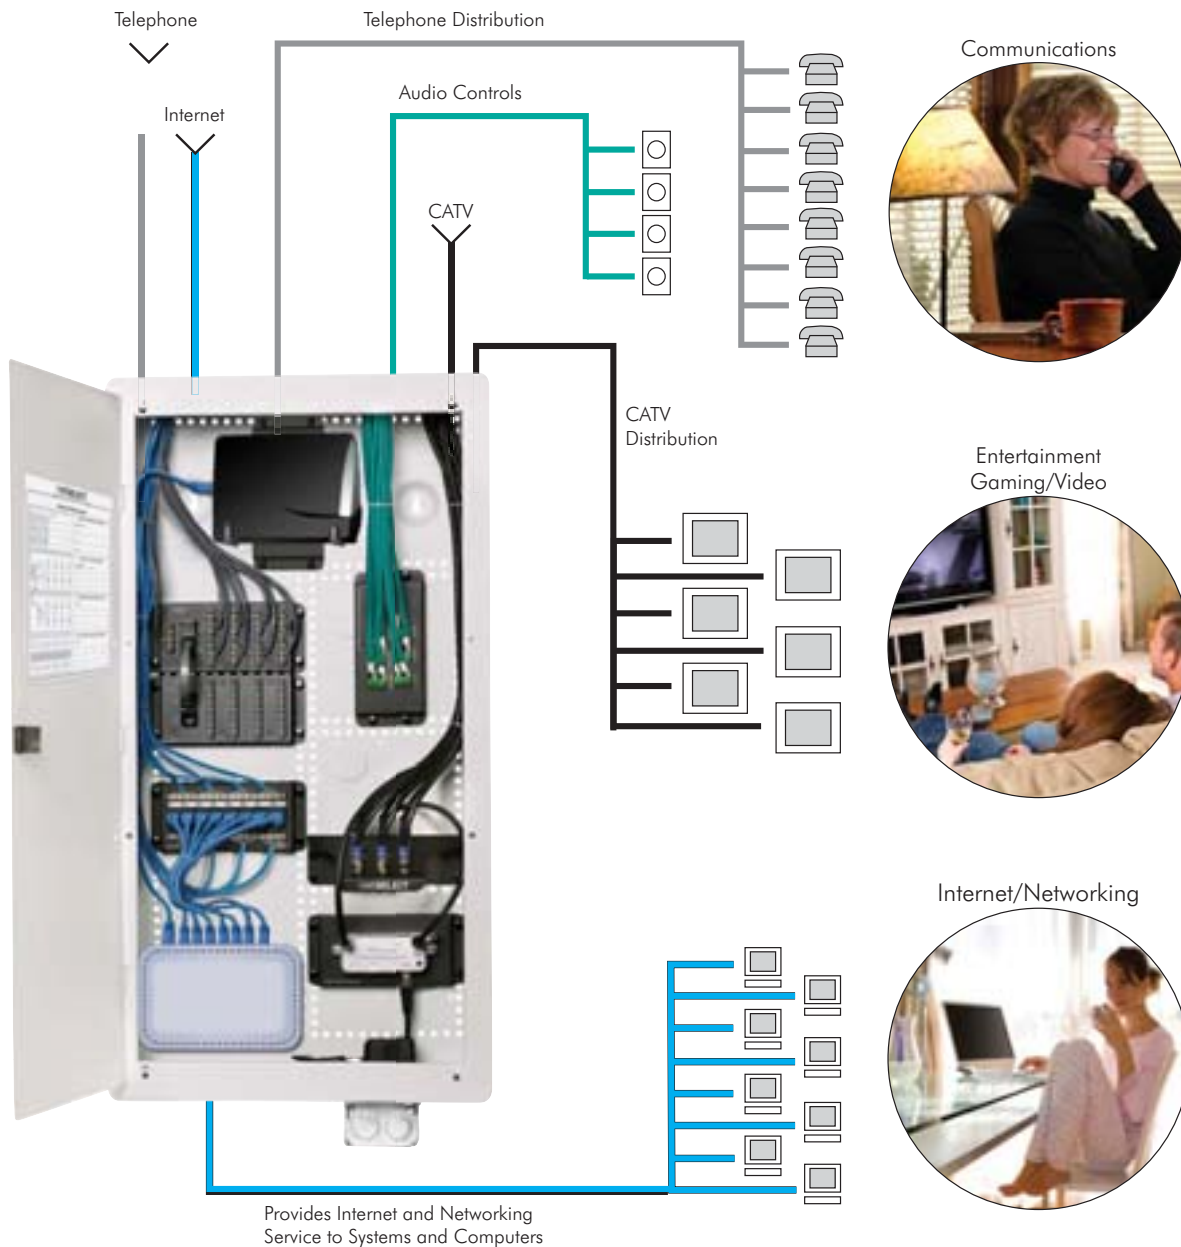 Telephone
Telephone Distribution
Communications
Audio Controls
Internet
CATV
CATV
Distribution
Entertainment
Gaming/Video
Internet/Networking
Provides Internet and Networking
Service to Systems and Computers